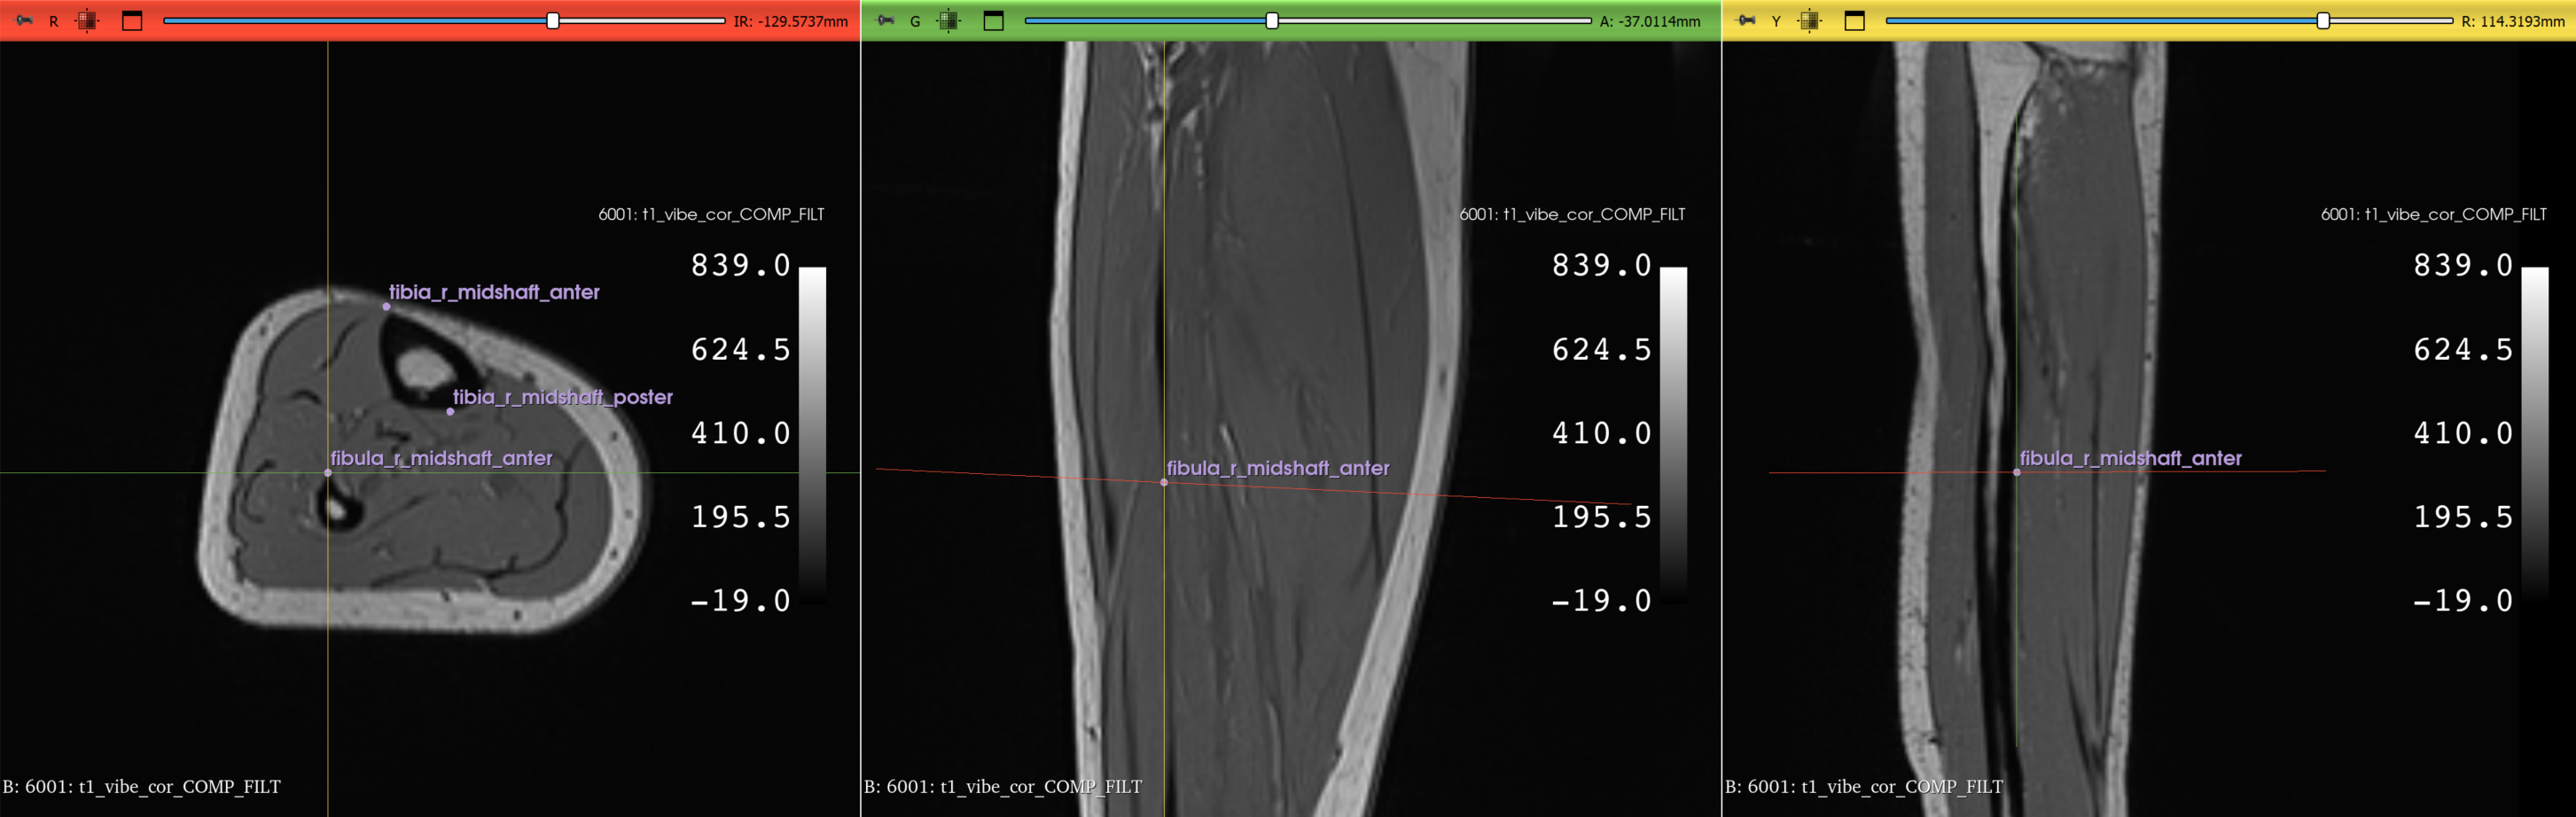 R IR: -129.5737mm
G A: -37.0114mm
Y R: 114.3193mm
6001: t1_vibe_cor_COMP_FILT
839.0
624.5
410.0
195.5
-19.0
tibia_r_midshaft_anter
tibia_r_midshaft_poster
fibula_r_midshaft_anter
B: 6001: t1_vibe_cor_COMP_FILT
6001: t1_vibe_cor_COMP_FILT
839.0
624.5
410.0
195.5
-19.0
fibula_r_midshaft_anter
B: 6001: t1_vibe_cor_COMP_FILT
6001: t1_vibe_cor_COMP_FILT
839.0
624.5
410.0
195.5
-19.0
fibula_r_midshaft_anter
B: 6001: t1_vibe_cor_COMP_FILT